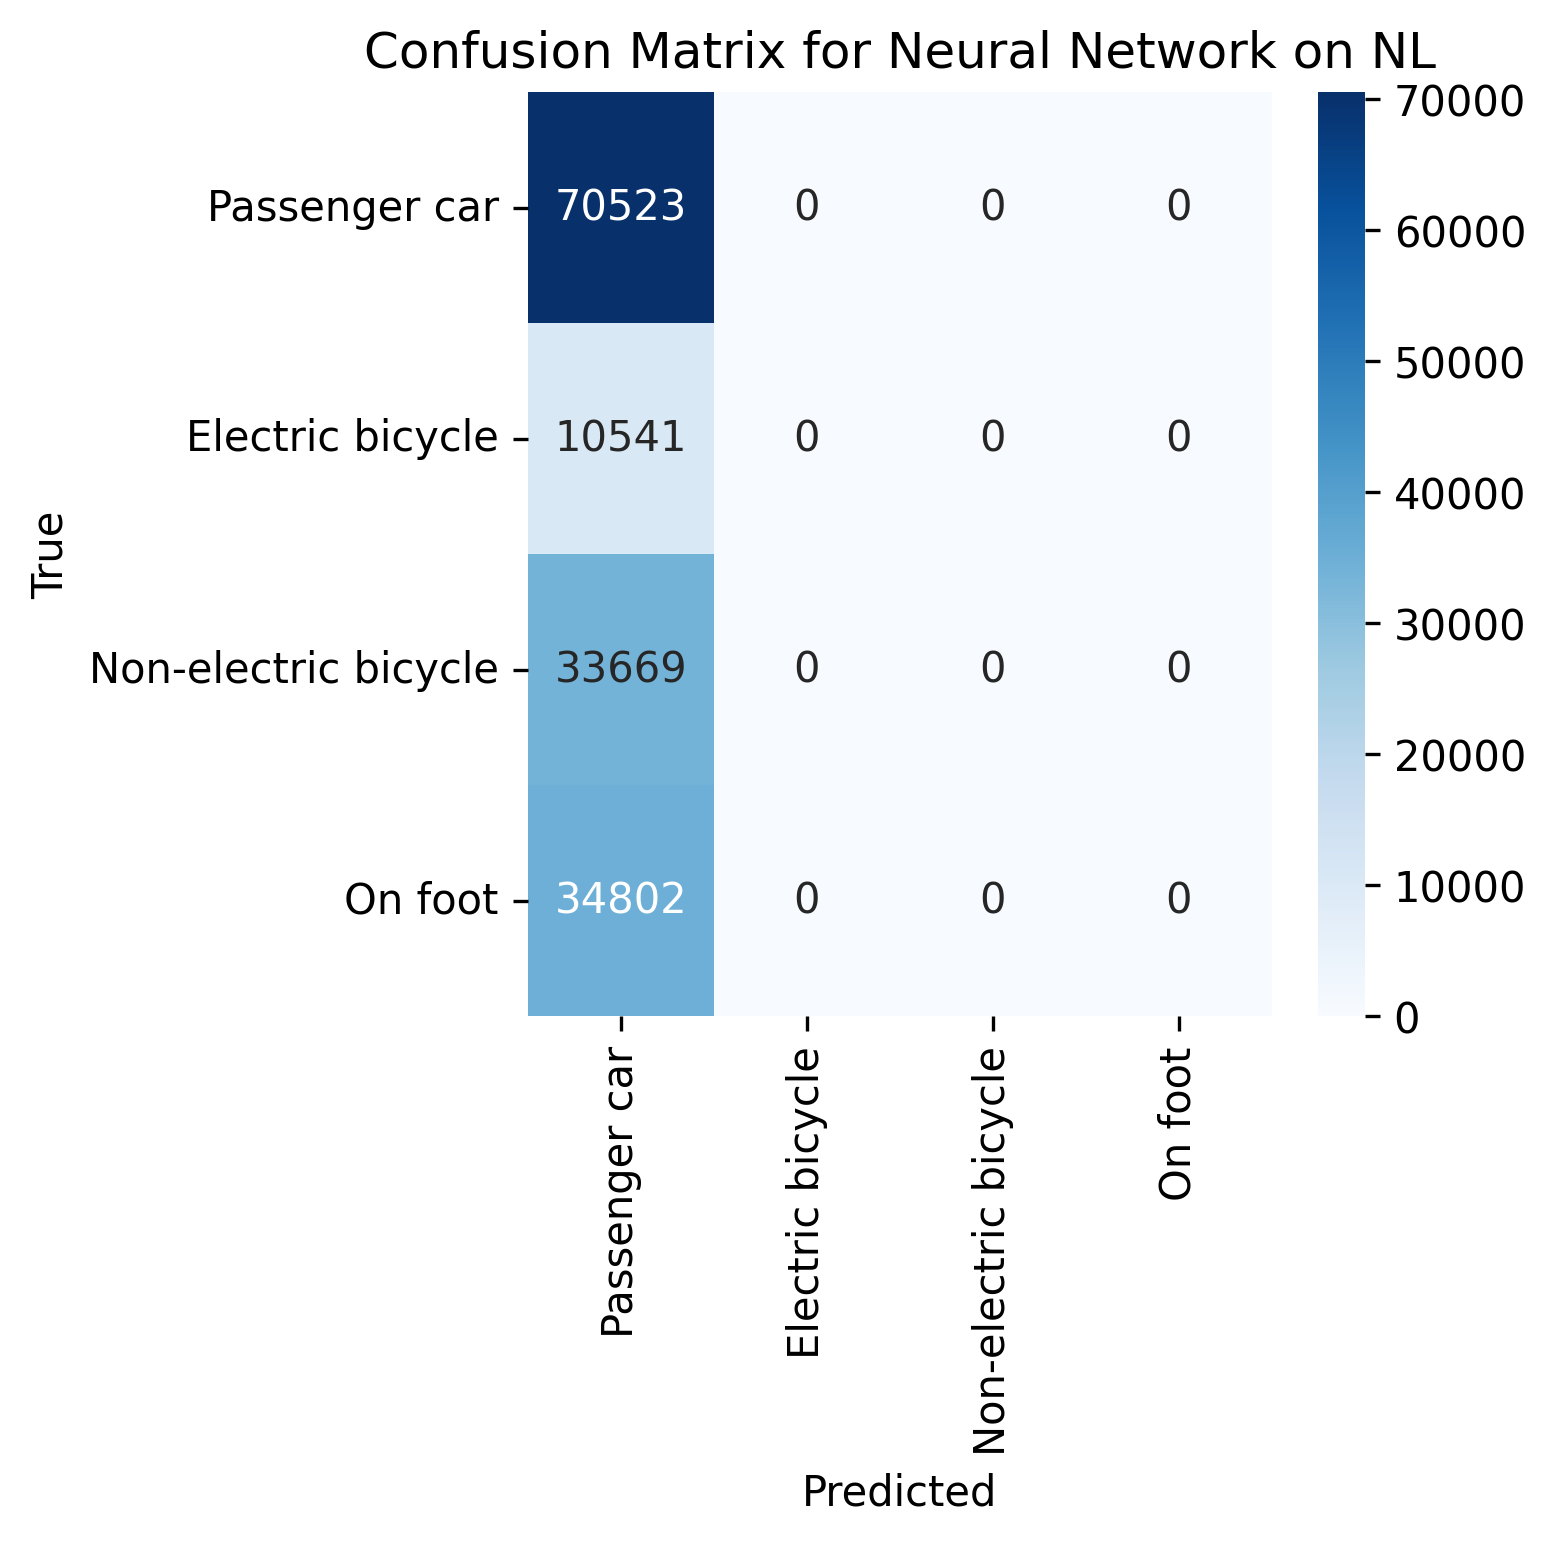 Confusion Matrix for Neural Network on NL
Passenger car 70523 0 0 0
Electric bicycle 10541 0 0 0
Non-electric bicycle 33669 0 0 0
On foot 34802 0 0 0
True
Passenger car
Electric bicycle
Non-electric bicycle
On foot
Predicted
70000
60000
50000
40000
30000
20000
10000
0